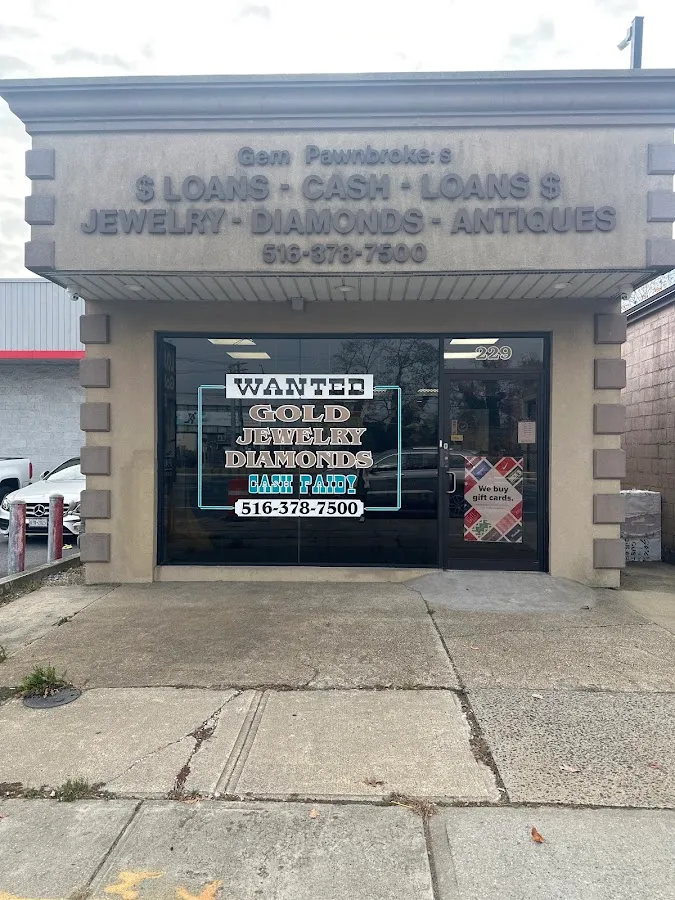 Gem Pawnbrokers
$ LOANS - CASH - LOANS $
JEWELRY - DIAMONDS - ANTIQUES
516-378-7500
229
WANTED
GOLD
JEWELRY
DIAMONDS
CASH PAID!
516-378-7500
We buy
gift cards.